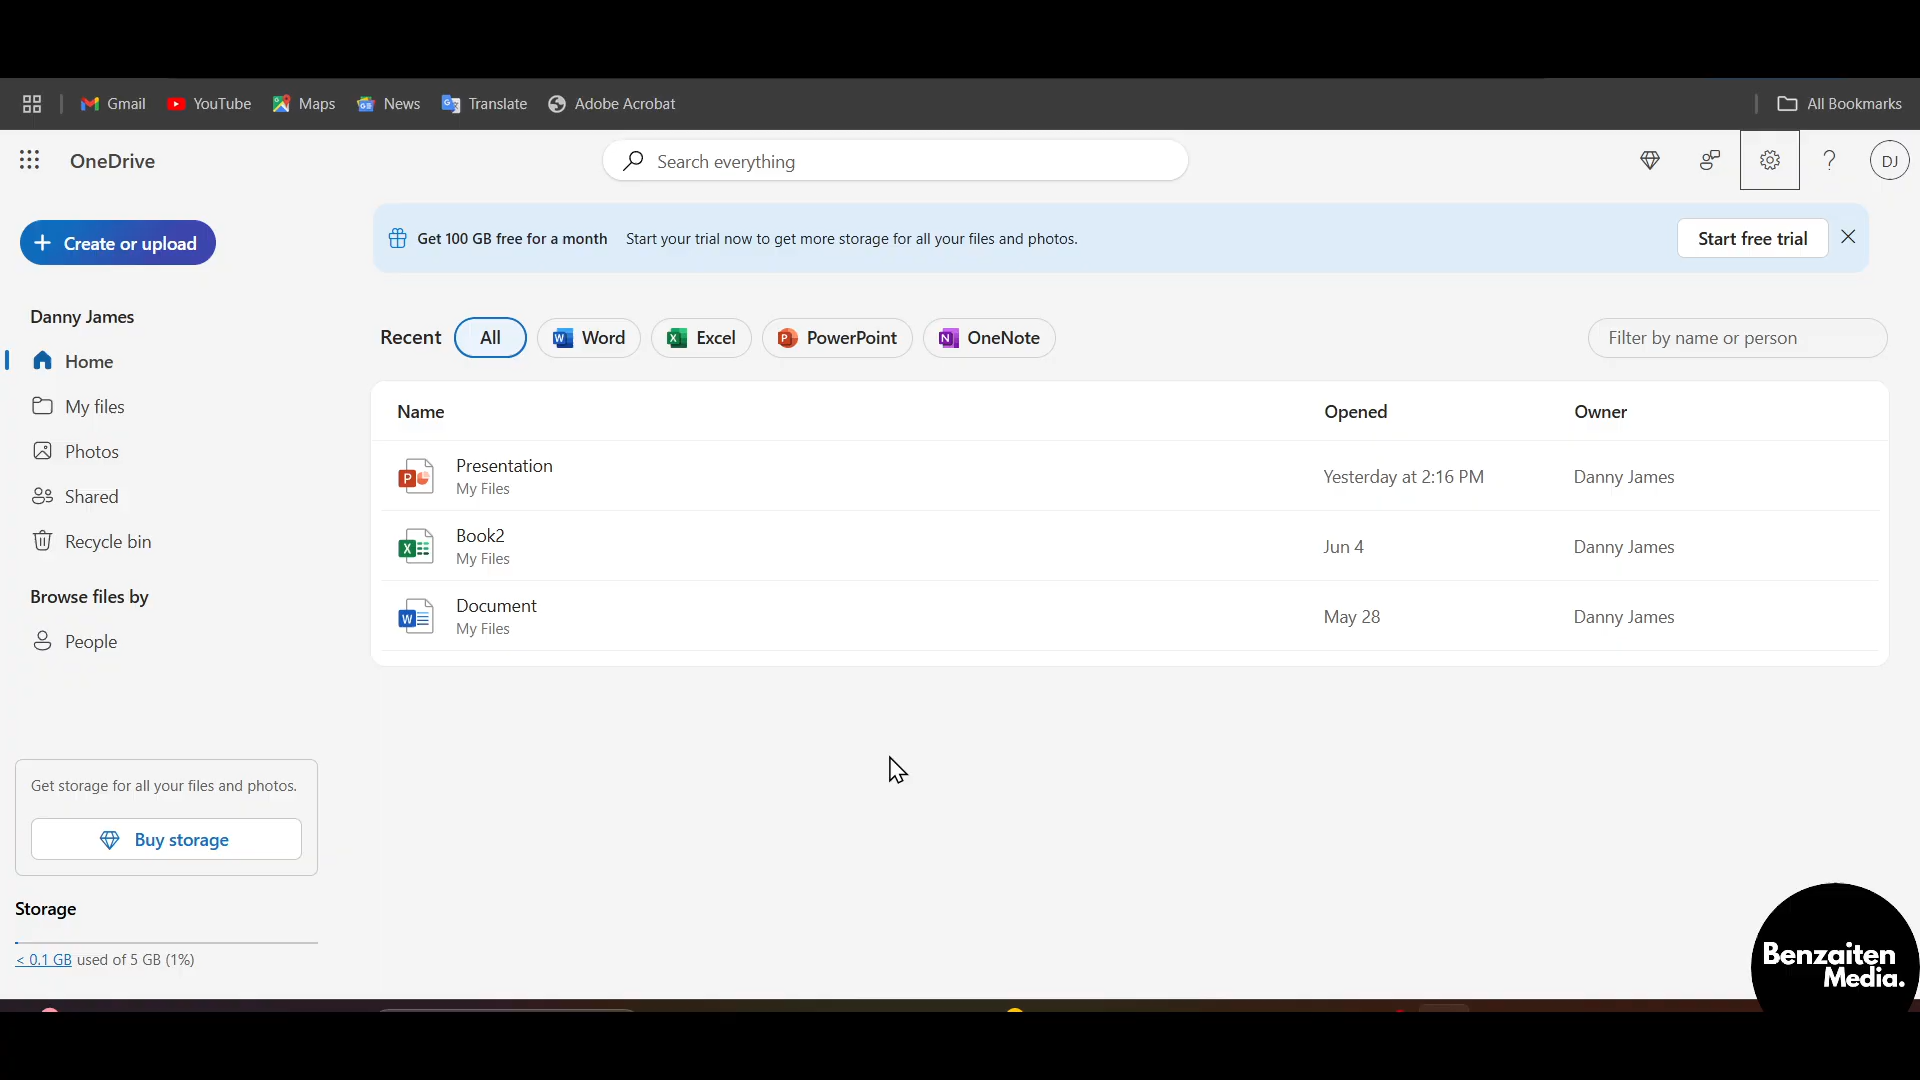 Gmail YouTube Maps News Translate Adobe Acrobat All Bookmarks
OneDrive Search everything ? DJ
Create or upload
Get 100 GB free for a month Start your trial now to get more storage for all your files and photos. Start free trial
Danny James
Home
My files
Photos
Shared
Recycle bin
Browse files by
People
Recent All Word Excel PowerPoint OneNote Filter by name or person
Name Opened Owner
Presentation Yesterday at 2:16 PM Danny James
My Files
Book2 Jun 4 Danny James
My Files
Document May 28 Danny James
My Files
Get storage for all your files and photos.
Buy storage
Storage
< 0.1 GB used of 5 GB (1%)
Benzaiten
Media.